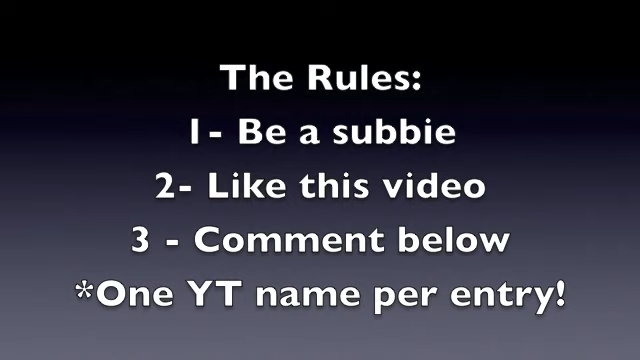 The Rules:
1- Be a subbie
2- Like this video
3 - Comment below
*One YT name per entry!